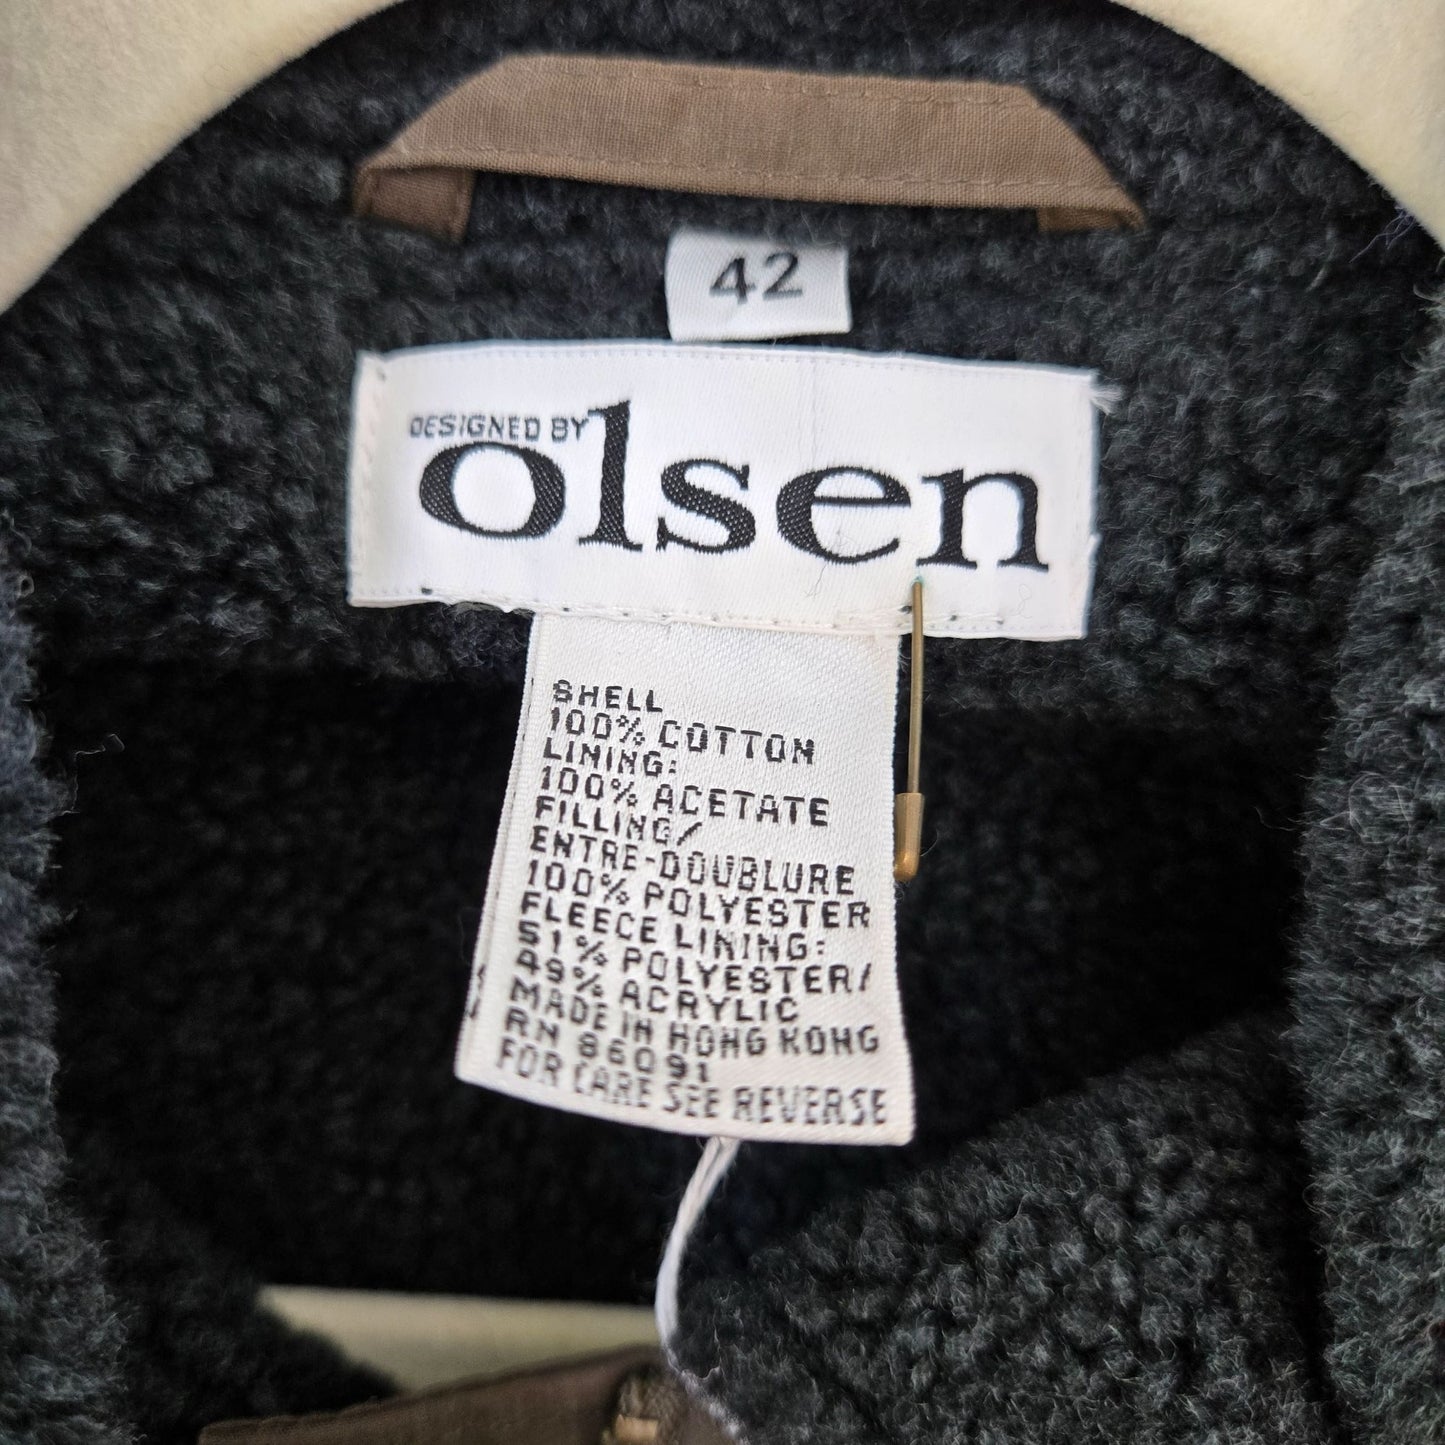 42
DESIGNED BY
olsen
SHELL
100% COTTON
LINING:
100% ACETATE
FILLING/
ENTRE-DOUBLURE
100% POLYESTER
FLEECE LINING:
51% POLYESTER/
49% ACRYLIC
MADE IN HONG KONG
RN 86091
FOR CARE SEE REVERSE